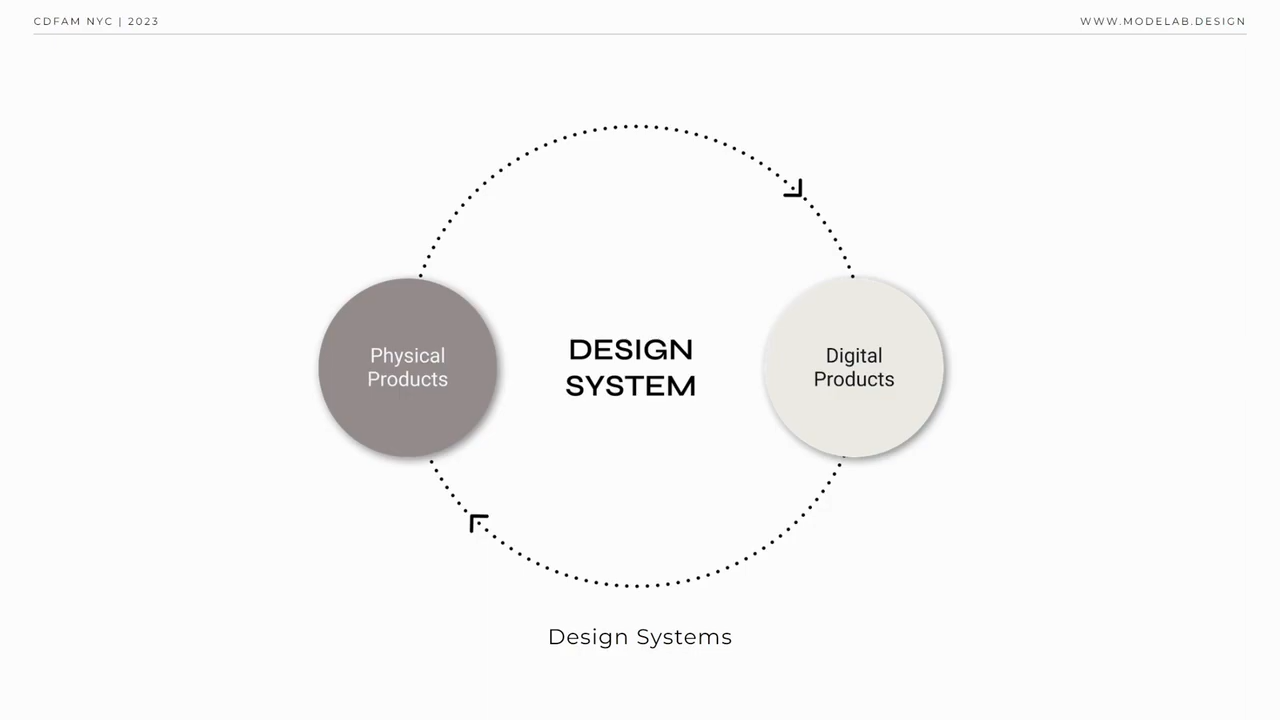 CDFAM NYC | 2023
WWW.MODELAB.DESIGN
Physical
Products
DESIGN
SYSTEM
Digital
Products
Design Systems